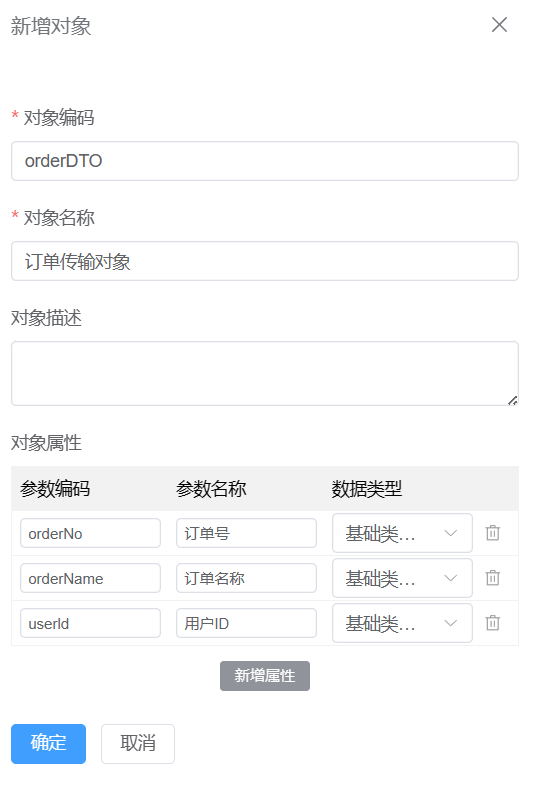 新增对象
* 对象编码
orderDTO
* 对象名称
订单传输对象
对象描述
对象属性
参数编码 参数名称 数据类型
orderNo 订单号 基础类...
orderName 订单名称 基础类...
userId 用户ID 基础类...
新增属性
确定 取消